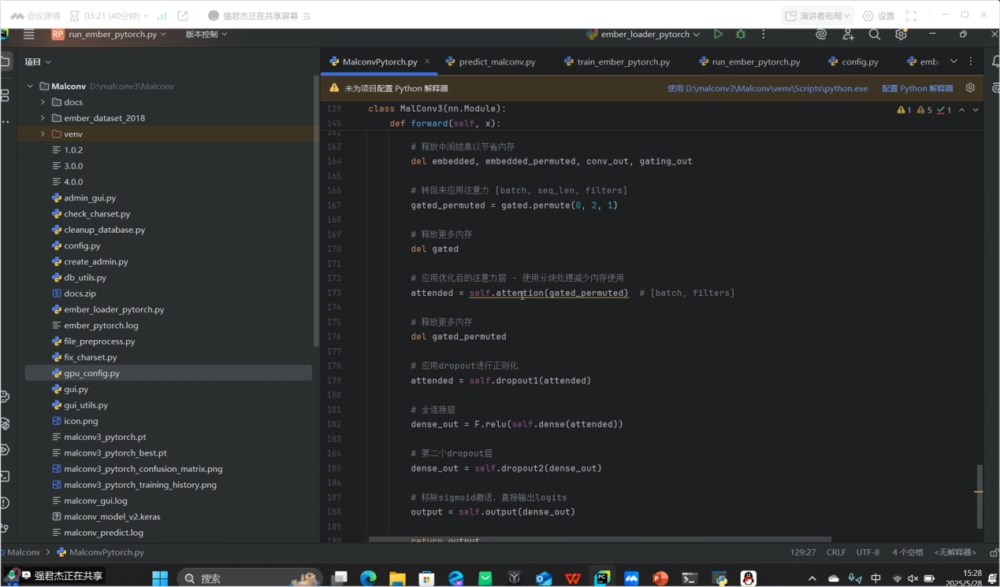 会议详情 03:21 (40分钟) 强君杰正在共享屏幕 演讲者布局 设置
RP run_ember_pytorch.py 版本控制 ember_loader_pytorch
项目
MalconvPytorch.py predict_malconv.py train_ember_pytorch.py run_ember_pytorch.py config.py emb
Malconv D:\malconv3\Malconv
docs
ember_dataset_2018
venv
1.0.2
3.0.0
4.0.0
admin_gui.py
check_charset.py
cleanup_database.py
config.py
create_admin.py
db_utils.py
docs.zip
ember_loader_pytorch.py
ember_pytorch.log
file_preprocess.py
fix_charset.py
gpu_config.py
gui.py
gui_utils.py
icon.png
malconv3_pytorch.pt
malconv3_pytorch_best.pt
malconv3_pytorch_confusion_matrix.png
malconv3_pytorch_training_history.png
malconv_gui.log
malconv_model_v2.keras
malconv_predict.log
未为项目配置 Python 解释器 使用 D:\malconv3\Malconv\venv\Scripts\python.exe 配置 Python 解释器
129 class MalConv3(nn.Module): 1 5 1
145 def forward(self, x):
162
163 # 释放中间结果以节省内存
164 del embedded, embedded_permuted, conv_out, gating_out
165
166 # 转回来应用注意力 [batch, seq_len, filters]
167 gated_permuted = gated.permute(0, 2, 1)
168
169 # 释放更多内存
170 del gated
171
172 # 应用优化后的注意力层 - 使用分块处理减少内存使用
173 attended = self.attention(gated_permuted) # [batch, filters]
174
175 # 释放更多内存
176 del gated_permuted
177
178 # 应用dropout进行正则化
179 attended = self.dropout1(attended)
180
181 # 全连接层
182 dense_out = F.relu(self.dense(attended))
183
184 # 第二个dropout层
185 dense_out = self.dropout2(dense_out)
186
187 # 移除sigmoid激活，直接输出logits
188 output = self.output(dense_out)
189
190 return output
Malconv MalconvPytorch.py 129:27 CRLF UTF-8 4 个空格 <无解释器>
强君杰正在共享 搜索 中 15:28
2025/5/28